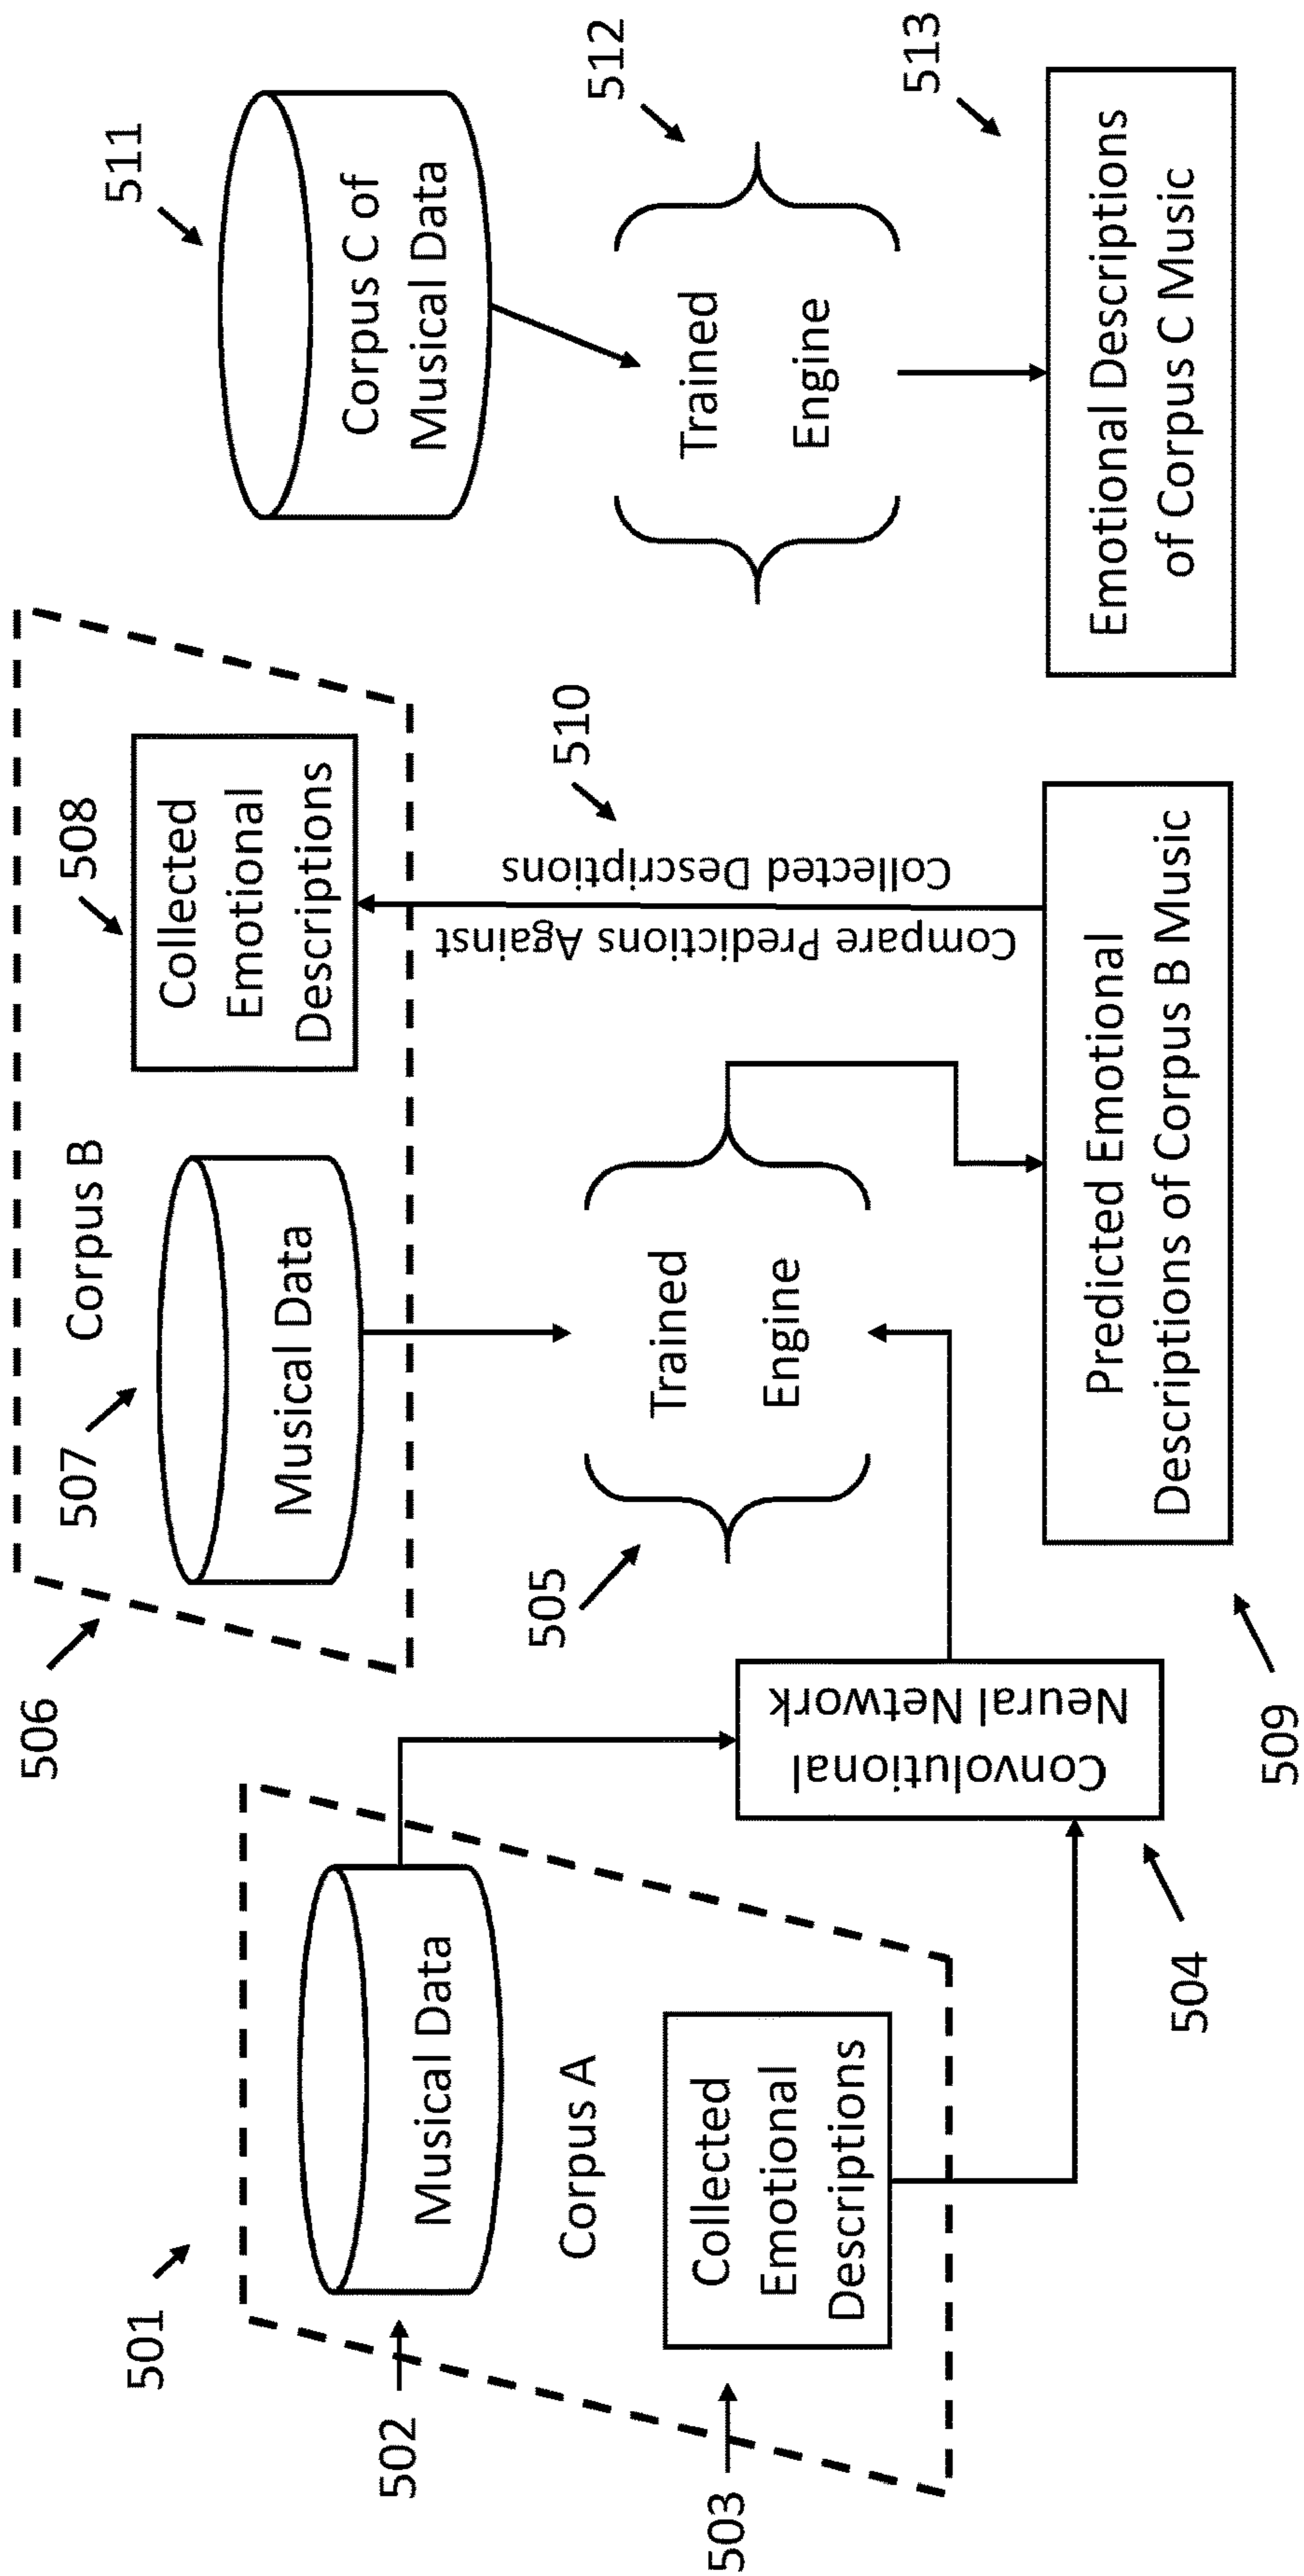 501
502
Musical Data
Corpus A
503
Collected
Emotional
Descriptions
504
Convolutional
Neural Network
505
Trained
Engine
506
Corpus B
507
Musical Data
508
Collected
Emotional
Descriptions
509
Predicted Emotional
Descriptions of Corpus B Music
510
Compare Predictions Against
Collected Descriptions
511
Corpus C of
Musical Data
512
Trained
Engine
513
Emotional Descriptions
of Corpus C Music